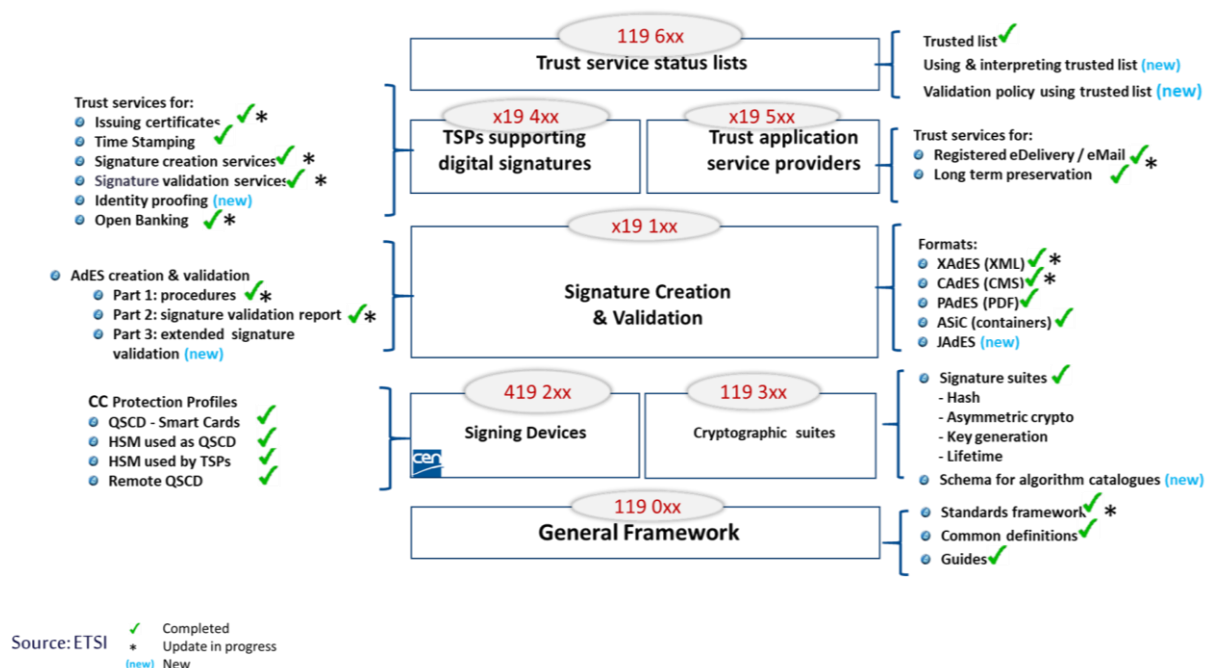 119 6xx
Trust service status lists
Trusted list ✓
Using & interpreting trusted list (new)
Validation policy using trusted list (new)
Trust services for:
Issuing certificates ✓ *
Time Stamping ✓
Signature creation services ✓ *
Signature validation services ✓ *
Identity proofing (new)
Open Banking ✓ *
x19 4xx
TSPs supporting
digital signatures
x19 5xx
Trust application
service providers
Trust services for:
Registered eDelivery / eMail ✓ *
Long term preservation ✓
x19 1xx
Signature Creation
& Validation
AdES creation & validation
Part 1: procedures ✓ *
Part 2: signature validation report ✓ *
Part 3: extended signature
validation (new)
Formats:
XAdES (XML) ✓ *
CAdES (CMS) ✓ *
PAdES (PDF) ✓
ASiC (containers) ✓
JAdES (new)
CC Protection Profiles
QSCD - Smart Cards ✓
HSM used as QSCD ✓
HSM used by TSPs ✓
Remote QSCD ✓
419 2xx
Signing Devices
cen
119 3xx
Cryptographic suites
Signature suites ✓
- Hash
- Asymmetric crypto
- Key generation
- Lifetime
Schema for algorithm catalogues (new)
119 0xx
General Framework
Standards framework ✓ *
Common definitions ✓
Guides ✓
Source: ETSI
✓ Completed
* Update in progress
(new) New